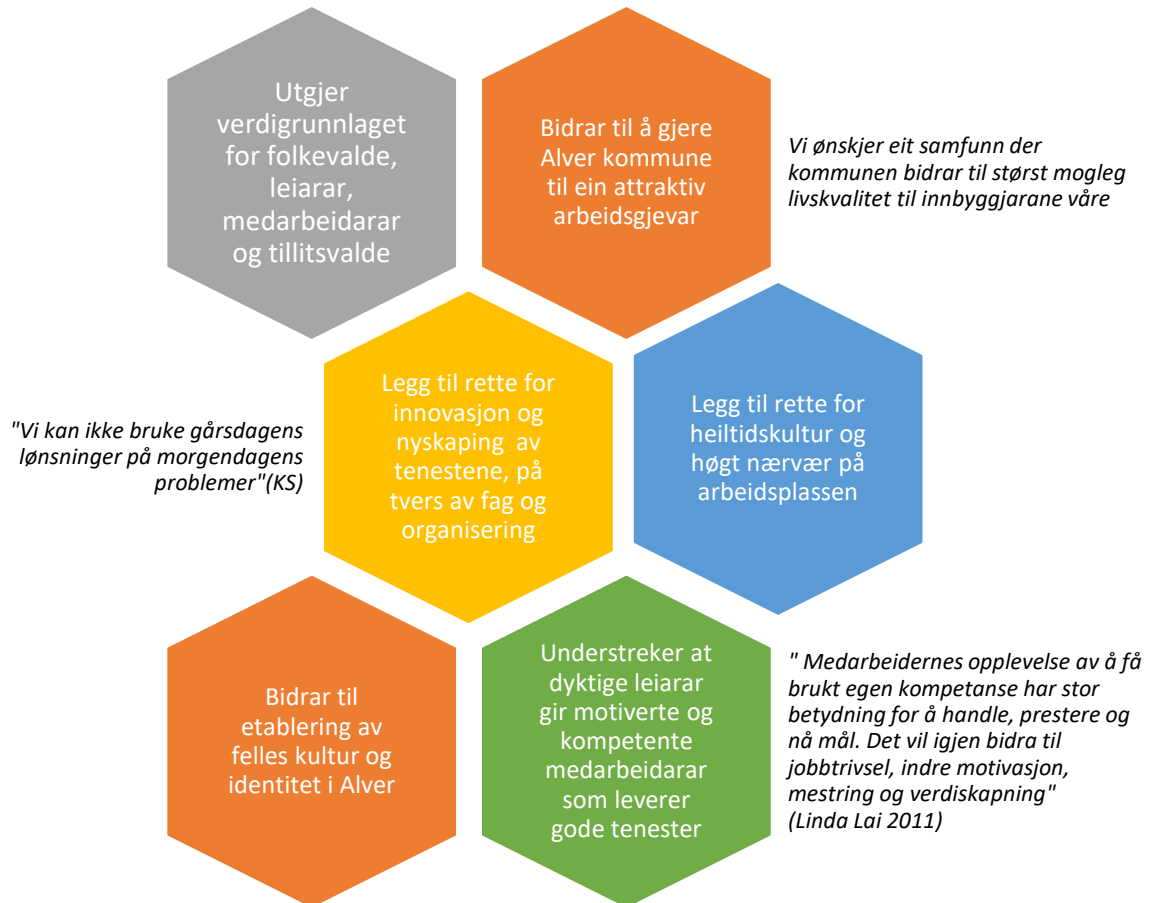 Utgjer
verdigrunnlaget
for folkevalde,
leiarar,
medarbeidarar
og tillitsvalde
Bidrar til å gjere
Alver kommune
til ein attraktiv
arbeidsgjevar
Vi ønskjer eit samfunn der
kommunen bidrar til størst mogleg
livskvalitet til innbyggjarane våre
"Vi kan ikke bruke gårsdagens
lønsninger på morgendagens
problemer"(KS)
Legg til rette for
innovasjon og
nyskaping av
tenestene, på
tvers av fag og
organisering
Legg til rette for
heiltidskultur og
høgt nærvær på
arbeidsplassen
Bidrar til
etablering av
felles kultur og
identitet i Alver
Understreker at
dyktige leiarar
gir motiverte og
kompetente
medarbeidarar
som leverer
gode tenester
" Medarbeidernes opplevelse av å få
brukt egen kompetanse har stor
betydning for å handle, prestere og
nå mål. Det vil igjen bidra til
jobbtrivsel, indre motivasjon,
mestring og verdiskapning"
(Linda Lai 2011)